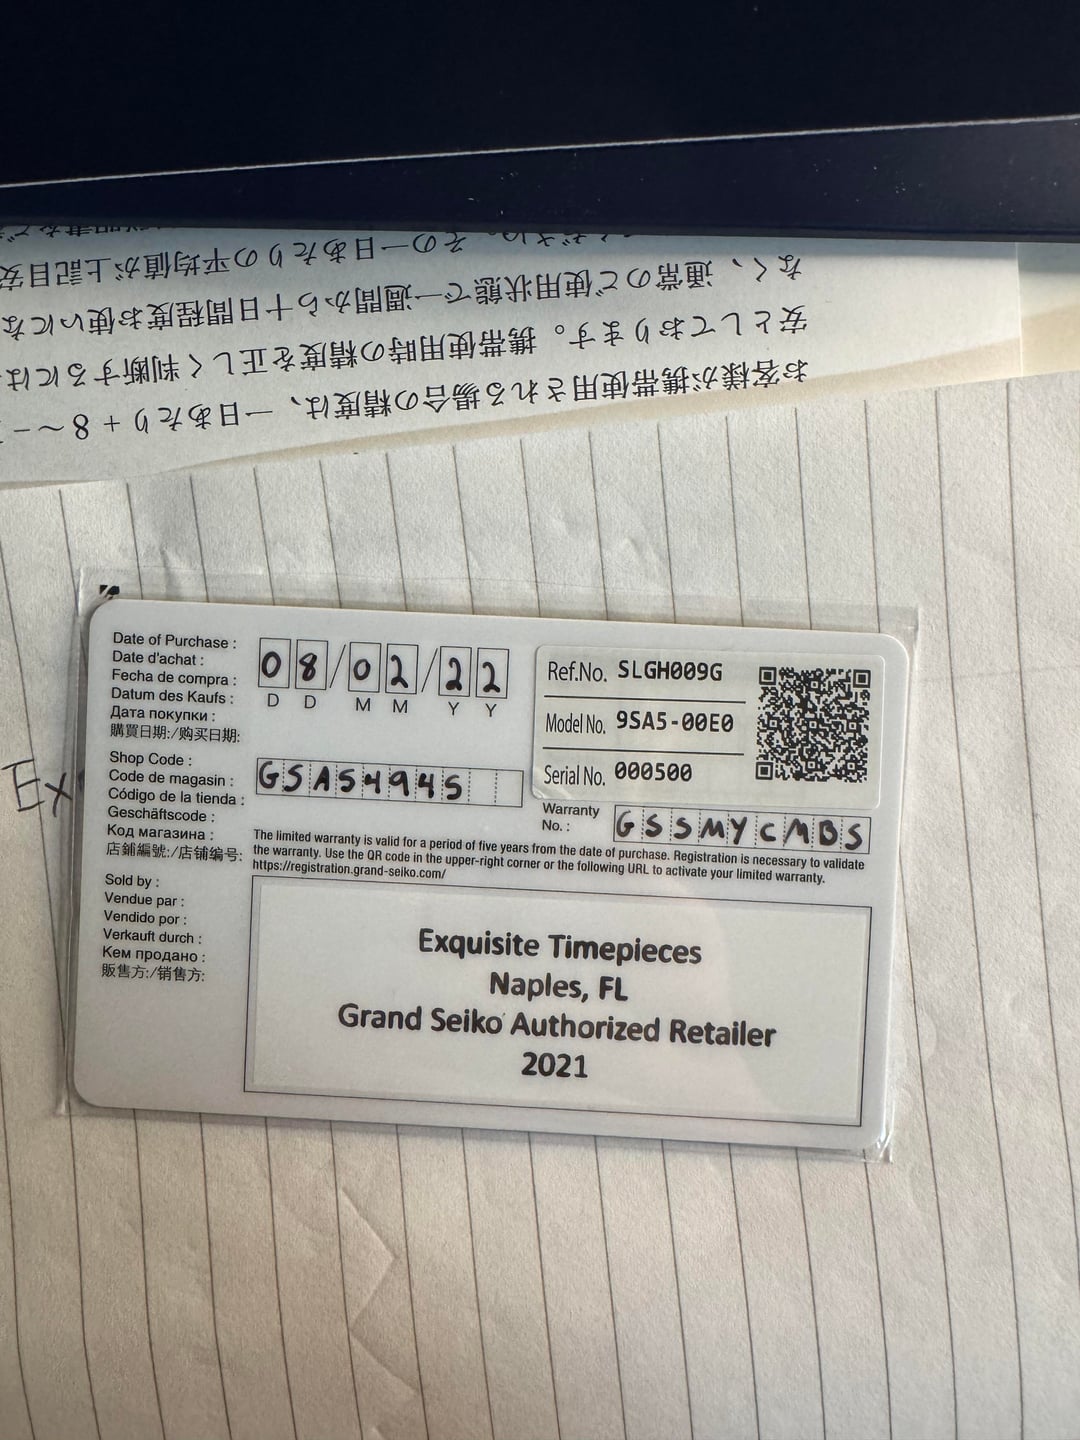 お客様が携帯使用される場合の精度は、一日あたり＋8～－
安としております。携帯使用時の精度を正しく判断するには
なく、通常のご使用状態で一週間から十日間程度お使いにな
その一日あたりの平均値が上記目安
Ex
Date of Purchase :
Date d'achat :
Fecha de compra :
Datum des Kaufs :
Дата покупки :
購買日期:/购买日期:
08/02/22
D D M M Y Y
Ref.No. SLGH009G
Model No. 9SA5-00E0
Serial No. 000500
Shop Code :
Code de magasin :
Código de la tienda :
Geschäftscode :
Код магазина :
店鋪編號:/店铺编号:
GSA54945
Warranty
No. :
GSSMYCMBS
The limited warranty is valid for a period of five years from the date of purchase. Registration is necessary to validate
the warranty. Use the QR code in the upper-right corner or the following URL to activate your limited warranty.
https://registration.grand-seiko.com/
Sold by :
Vendue par :
Vendido por :
Verkauft durch :
Кем продано :
販售方:/销售方:
Exquisite Timepieces
Naples, FL
Grand Seiko Authorized Retailer
2021